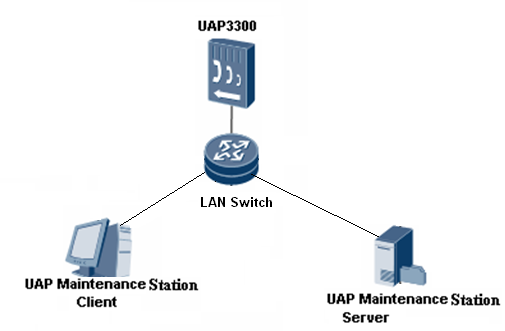 UAP3300
LAN Switch
UAP Maintenance Station
Client
UAP Maintenance Station
Server